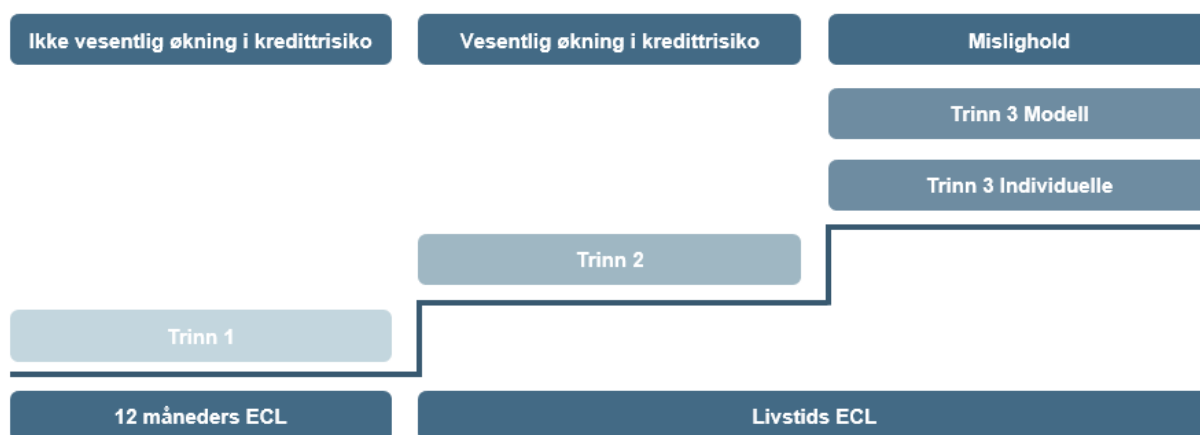 Ikke vesentlig økning i kredittrisiko
Vesentlig økning i kredittrisiko
Mislighold
Trinn 3 Modell
Trinn 3 Individuelle
Trinn 2
Trinn 1
12 måneders ECL
Livstids ECL